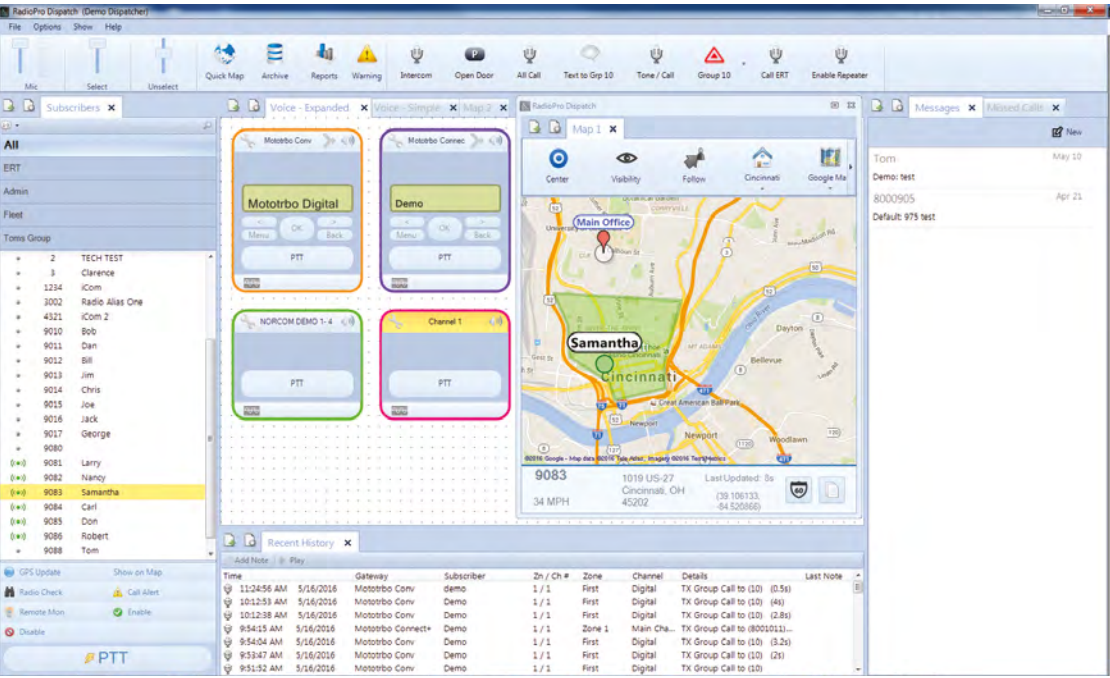 RadioPro Dispatch (Demo Dispatcher)
File Options Show Help
Mic Select Unselect
Quick Map Archive Reports Warning Intercom Open Door All Call Text to Grp 10 Tone / Call Group 10 Call ERT Enable Repeater
Subscribers
All
ERT
Admin
Fleet
Toms Group
2 TECH TEST
3 Clarence
1234 iCom
3002 Radio Alias One
4321 iCom 2
9010 Bob
9011 Dan
9012 Bill
9013 Jim
9014 Chris
9015 Joe
9016 Jack
9017 George
9080
9081 Larry
9082 Nancy
9083 Samantha
9084 Carl
9085 Don
9086 Robert
9088 Tom
GPS Update Show on Map
Radio Check Call Alert
Remote Mon Enable
Disable
PTT
Voice - Expanded Voice - Simple Map 2
Mototrbo Conv
Mototrbo Digital
< >
Menu OK Back
PTT
Mototrbo Connec
Demo
< >
Menu OK Back
PTT
NORCOM DEMO 1- 4
PTT
Channel 1
PTT
RadioPro Dispatch
Map 1
Center Visibility Follow Cincinnati Google Ma
Main Office
Samantha
Cincinnati
Dayton
Bellevue
Great American Ball Park
Newport
Newport
Woodlawn
9083
34 MPH
1019 US-27
Cincinnati, OH
45202
Last Updated: 8s
(39.106133,
-84.520866)
60
Messages Missed Calls
New
Tom May 10
Demo: test
8000905 Apr 21
Default: 975 test
Recent History
Add Note Play
Time Gateway Subscriber Zn / Ch # Zone Channel Details Last Note
11:24:56 AM 5/16/2016 Mototrbo Conv demo 1 / 1 First Digital TX Group Call to (10) (0.5s)
10:12:53 AM 5/16/2016 Mototrbo Conv Demo 1 / 1 First Digital TX Group Call to (10) (4s)
10:12:38 AM 5/16/2016 Mototrbo Conv Demo 1 / 1 First Digital TX Group Call to (10) (2.8s)
9:54:15 AM 5/16/2016 Mototrbo Connect+ Demo 1 / 1 Zone 1 Main Cha... TX Group Call to (8001011)...
9:54:04 AM 5/16/2016 Mototrbo Conv Demo 1 / 1 First Digital TX Group Call to (10) (3.2s)
9:53:47 AM 5/16/2016 Mototrbo Conv Demo 1 / 1 First Digital TX Group Call to (10) (2s)
9:51:52 AM 5/16/2016 Mototrbo Conv Demo 1 / 1 First Digital TX Group Call to (10)